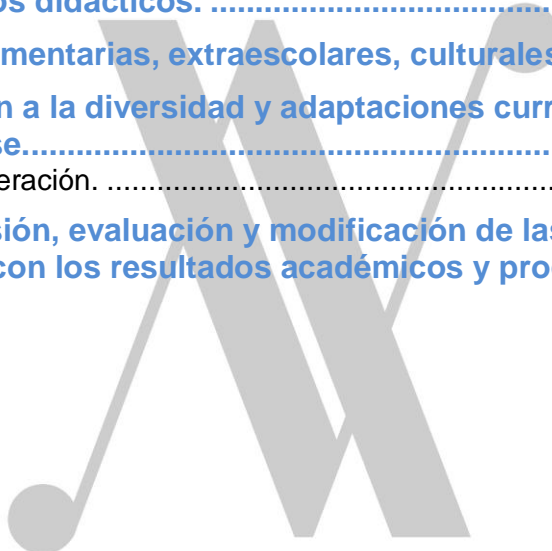 os didácticos. ..........................................
mentarias, extraescolares, culturales
n a la diversidad y adaptaciones curr
se................................................................
eración. .......................................................
sión, evaluación y modificación de las
con los resultados académicos y pro